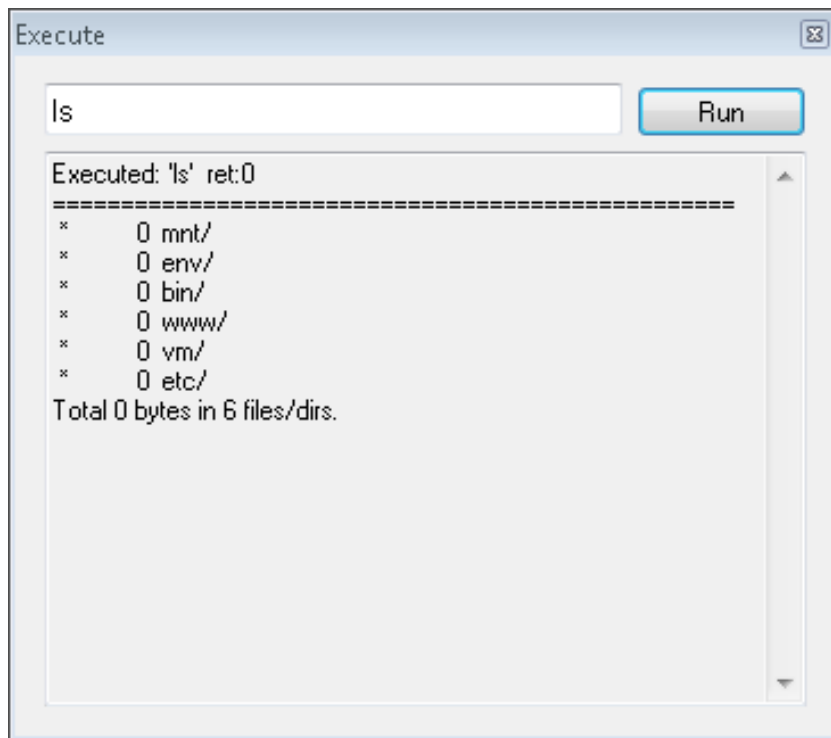 Execute
ls
Run
Executed: 'ls'  ret:0
==================================================
*        0 mnt/
*        0 env/
*        0 bin/
*        0 www/
*        0 vm/
*        0 etc/
Total 0 bytes in 6 files/dirs.